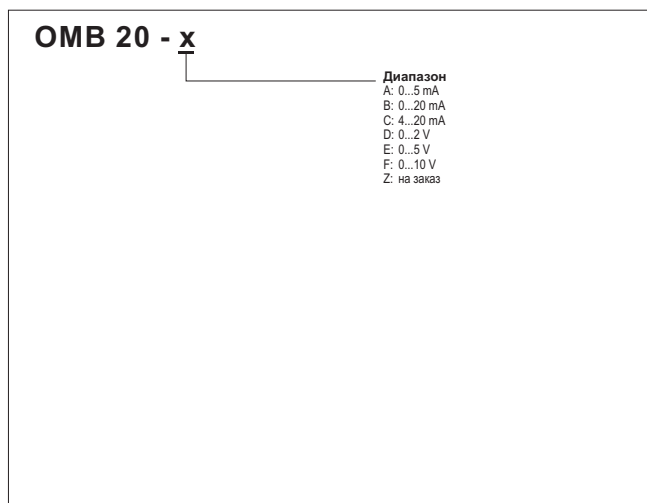 OMB 20 - x
Диапазон
A: 0...5 mA
B: 0...20 mA
C: 4...20 mA
D: 0...2 V
E: 0...5 V
F: 0...10 V
Z: на заказ